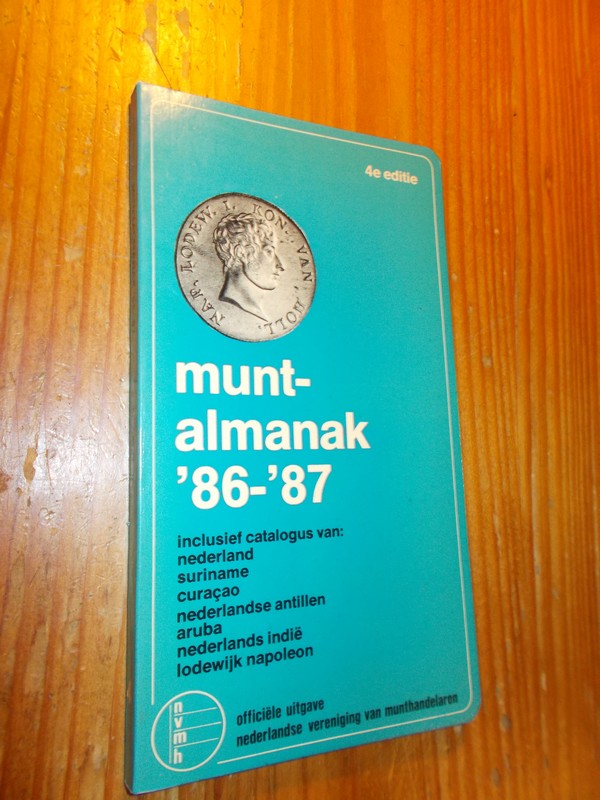 4e editie
NAP. LODEW. I. KON. VAN HOLL.
munt-
almanak
'86-'87
inclusief catalogus van:
nederland
suriname
curaçao
nederlandse antillen
aruba
nederlands indië
lodewijk napoleon
nvmh
officiële uitgave
nederlandse vereniging van munthandelaren